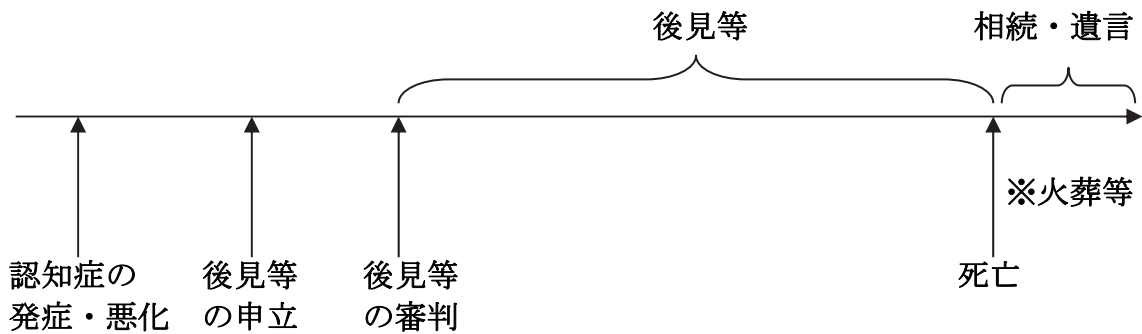 後見等
相続・遺言
※火葬等
認知症の
発症・悪化
後見等
の申立
後見等
の審判
死亡